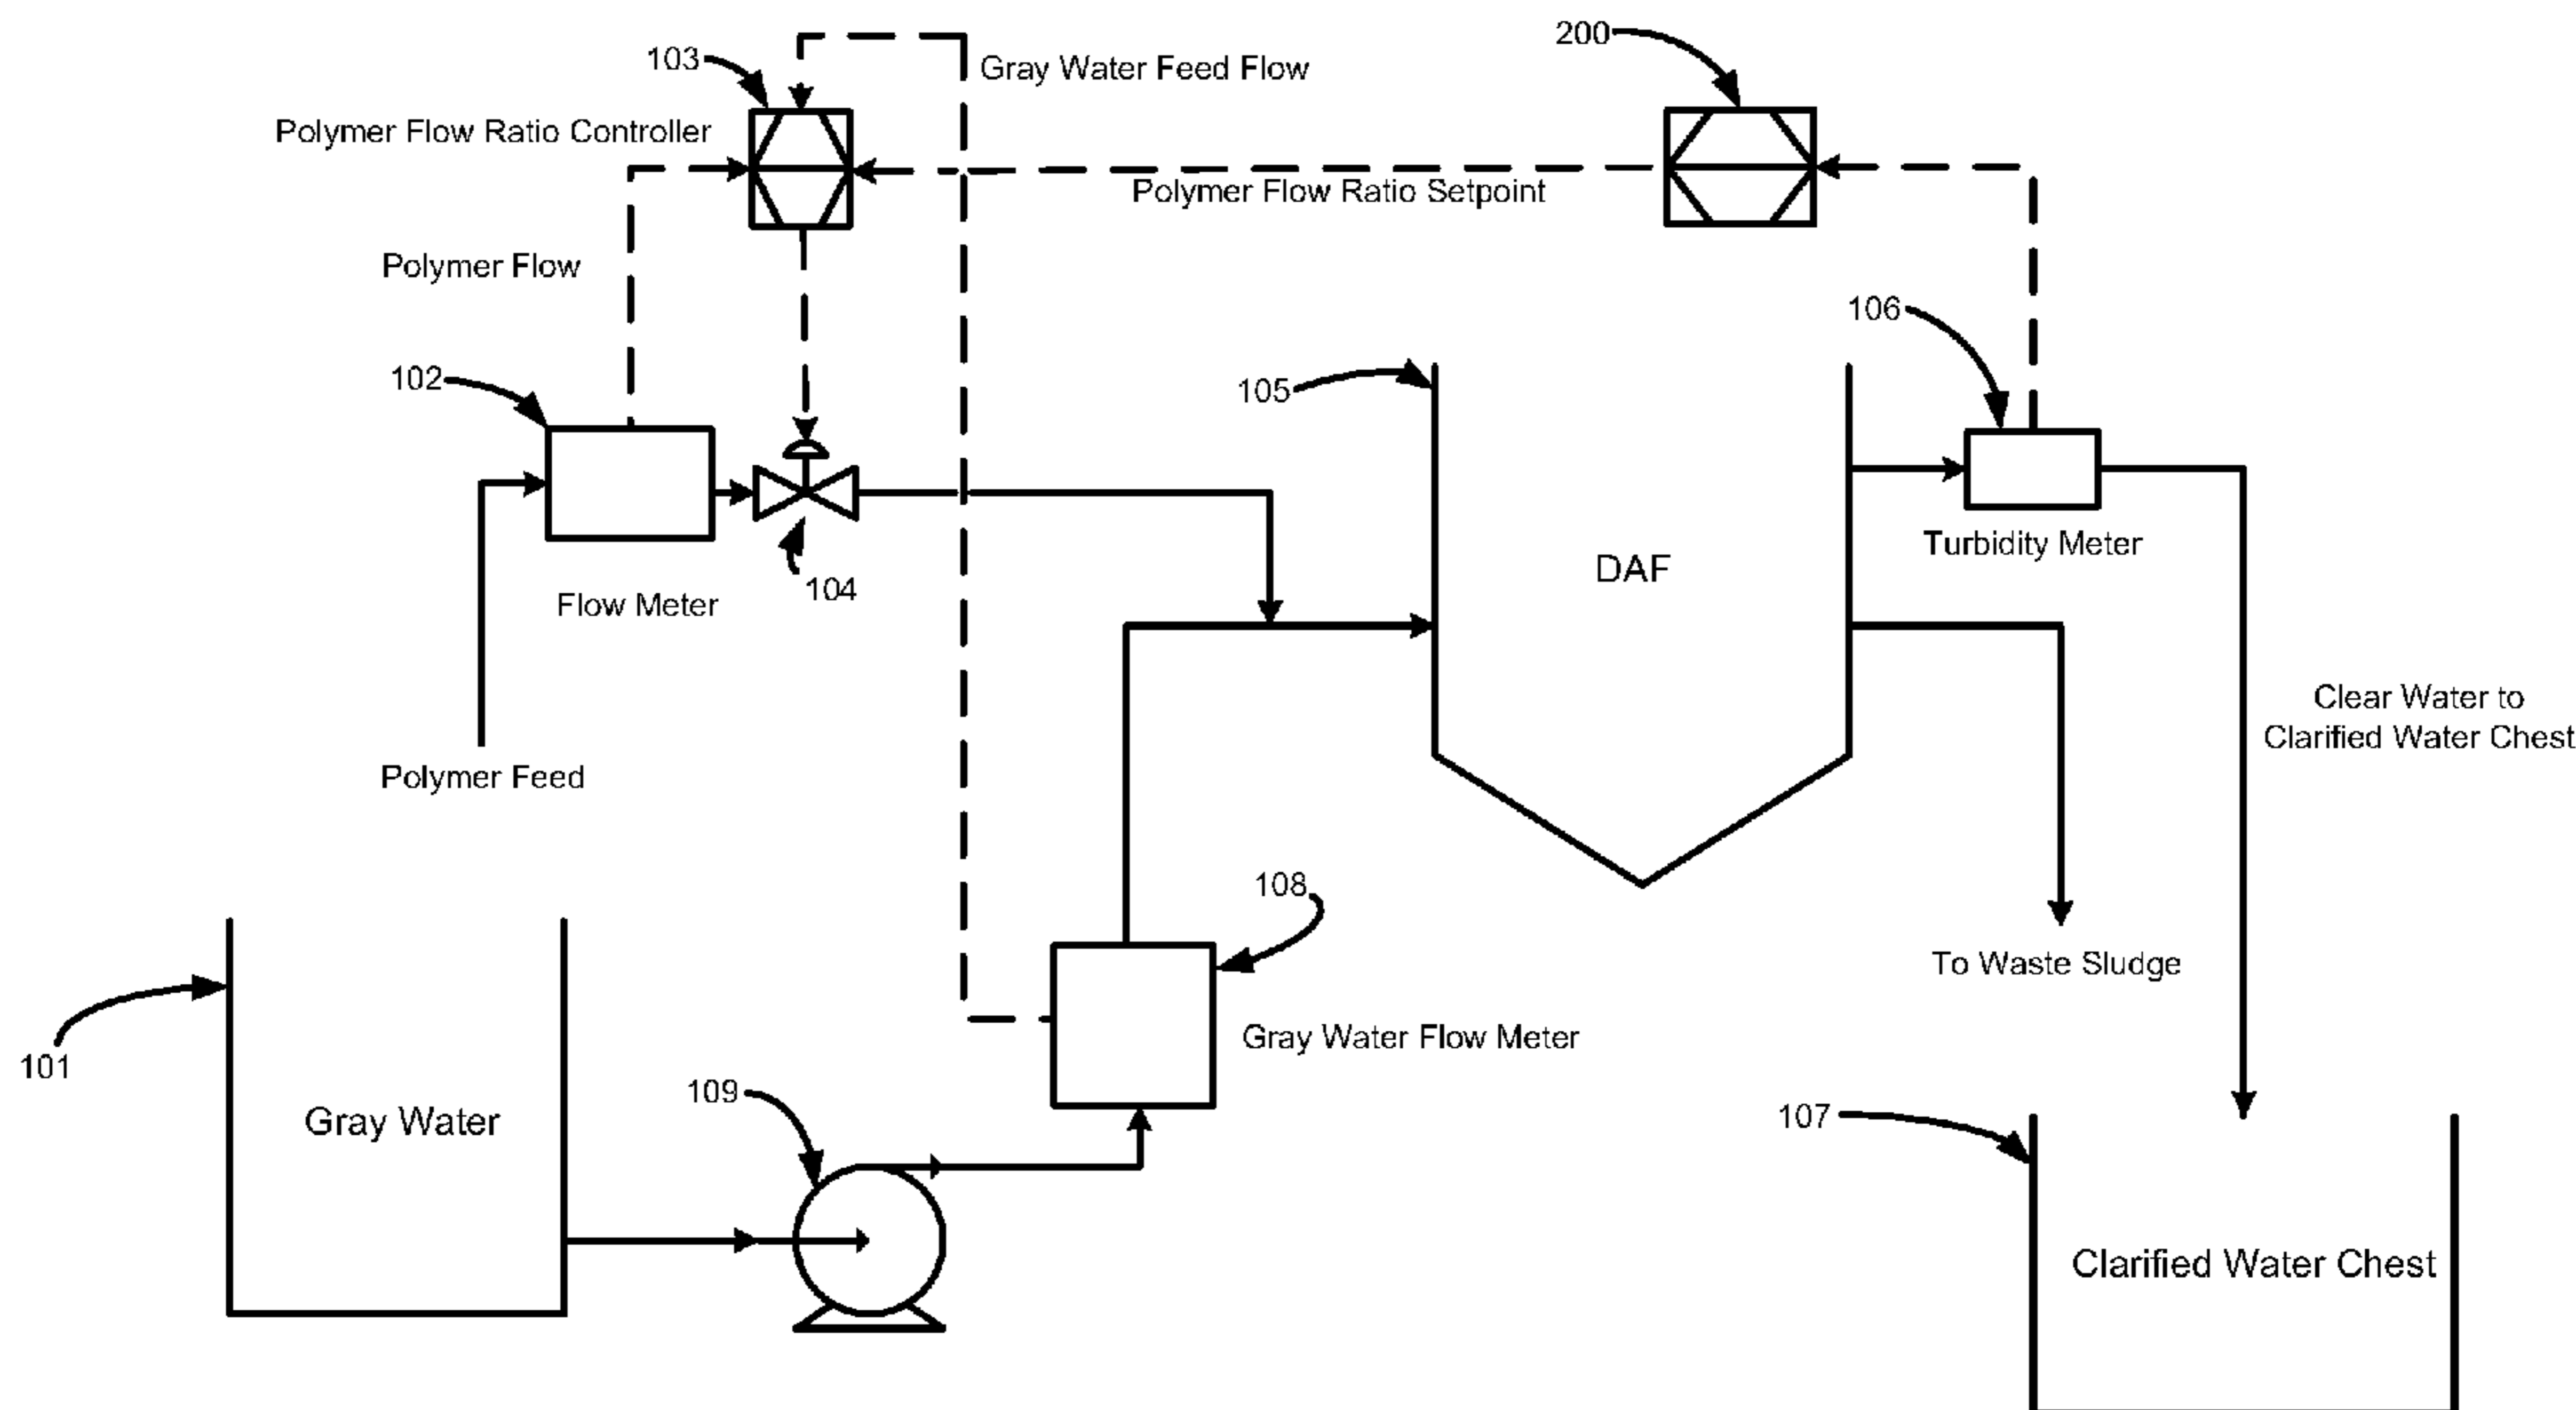 200
103
Gray Water Feed Flow
Polymer Flow Ratio Controller
Polymer Flow Ratio Setpoint
Polymer Flow
106
102
105
Turbidity Meter
DAF
104
Flow Meter
Clear Water to
Clarified Water Chest
Polymer Feed
108
To Waste Sludge
Gray Water Flow Meter
101
109
Gray Water
107
Clarified Water Chest